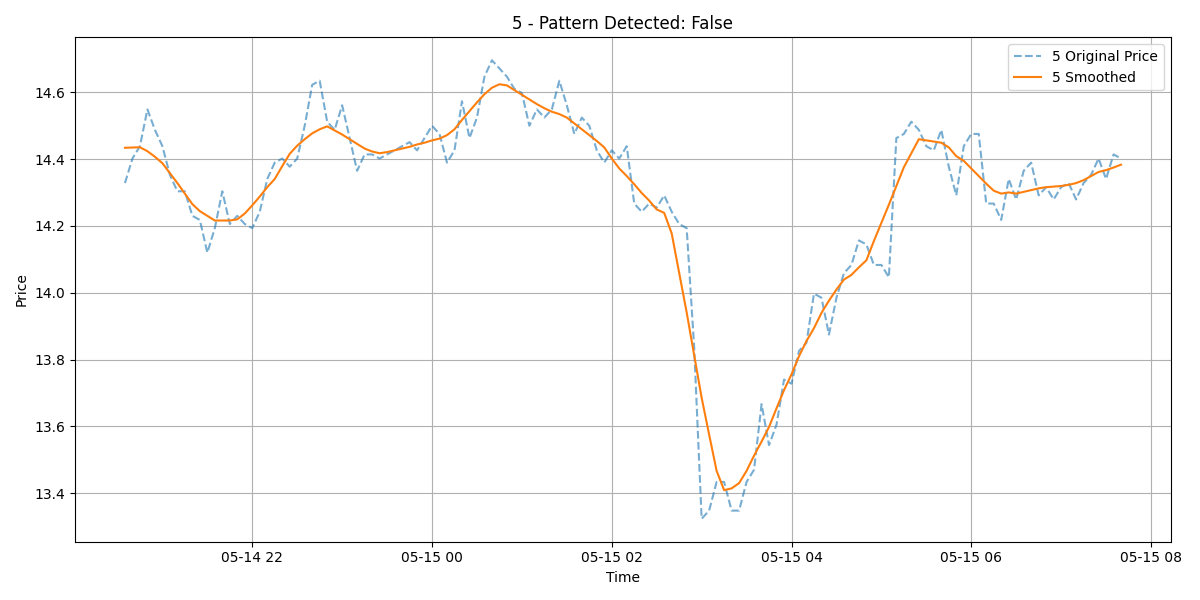 5 - Pattern Detected: False
5 Original Price
5 Smoothed
Price
14.6
14.4
14.2
14.0
13.8
13.6
13.4
05-14 22
05-15 00
05-15 02
05-15 04
05-15 06
05-15 08
Time